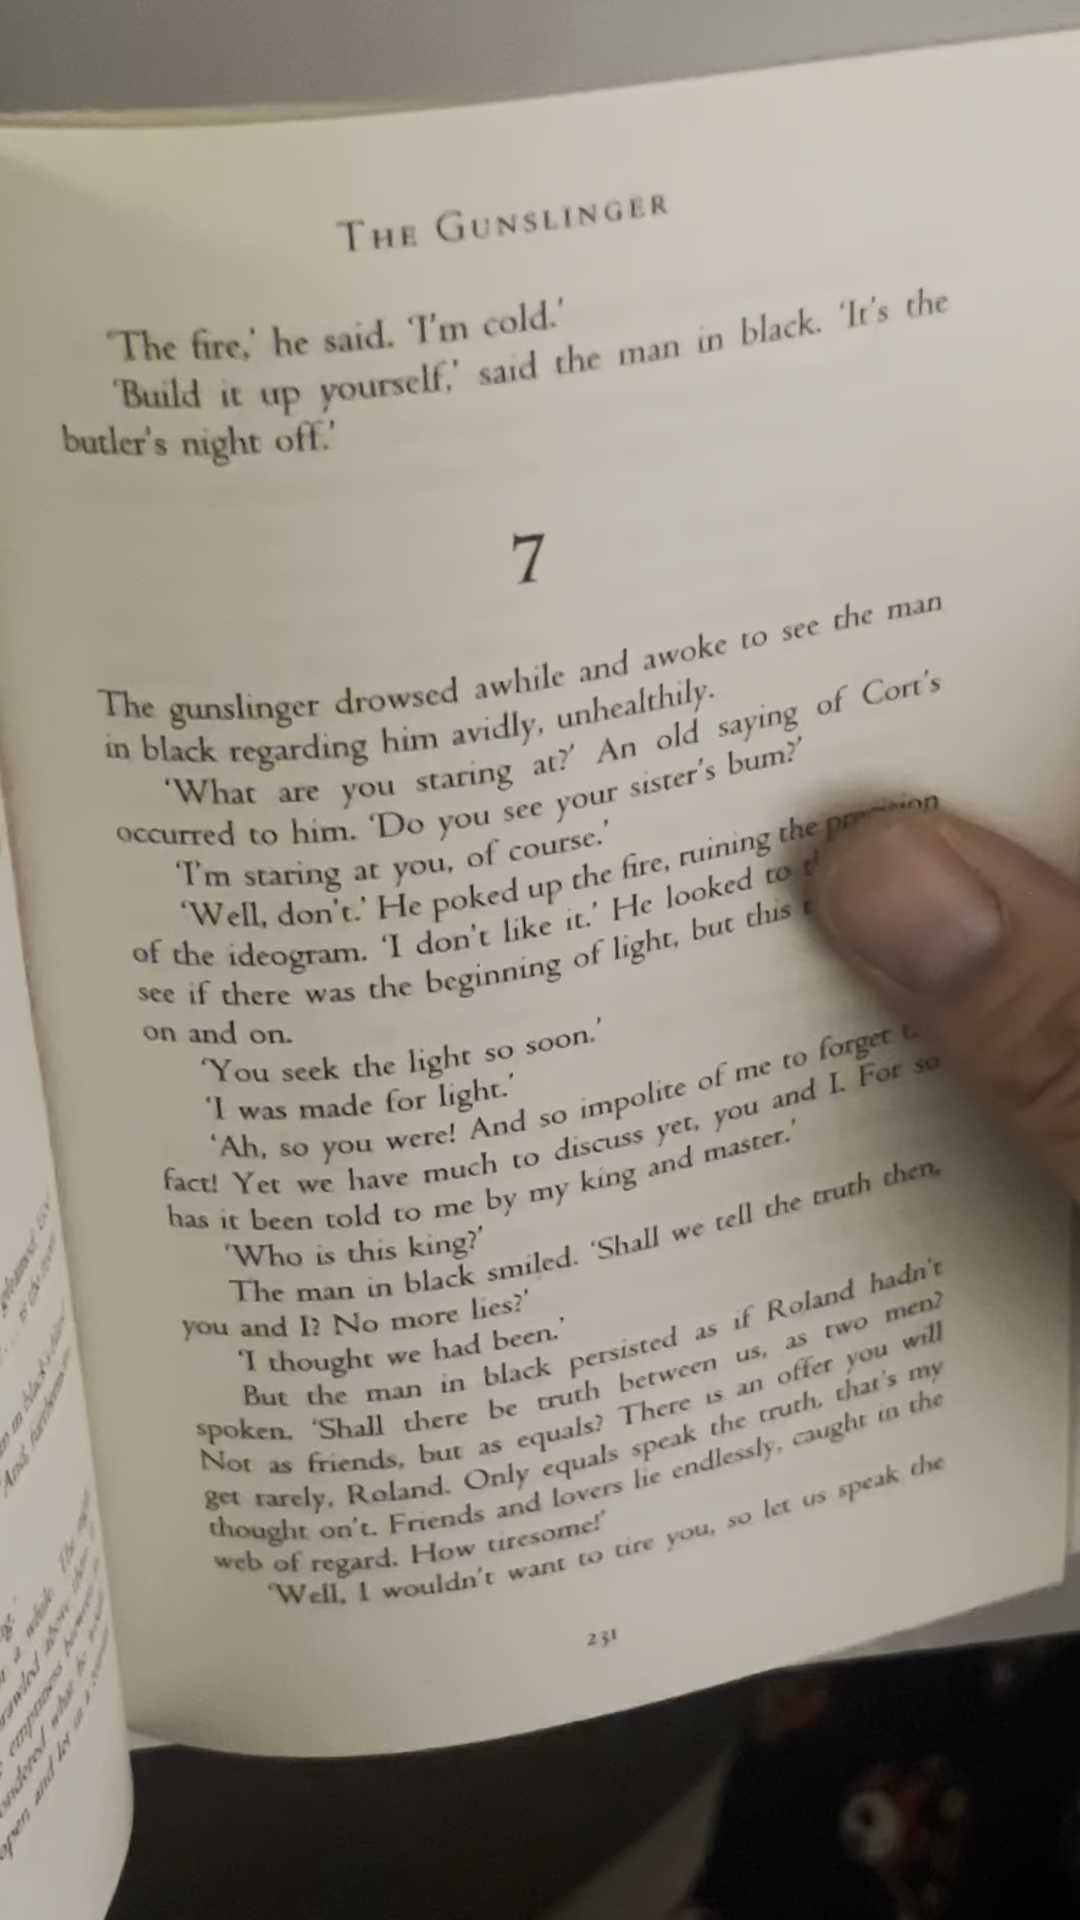 THE GUNSLINGER
'The fire,' he said. 'I'm cold.'
'Build it up yourself,' said the man in black. 'It's the
butler's night off.'
7
The gunslinger drowsed awhile and awoke to see the man
in black regarding him avidly, unhealthily.
'What are you staring at?' An old saying of Cort's
occurred to him. 'Do you see your sister's bum?'
'I'm staring at you, of course.'
'Well, don't.' He poked up the fire, ruining the precision
of the ideogram. 'I don't like it.' He looked to
see if there was the beginning of light, but this
on and on.
'You seek the light so soon.'
'I was made for light.'
'Ah, so you were! And so impolite of me to forget
fact! Yet we have much to discuss yet, you and I. For so
has it been told to me by my king and master.'
'Who is this king?'
The man in black smiled. 'Shall we tell the truth then,
you and I? No more lies?'
'I thought we had been.'
But the man in black persisted as if Roland hadn't
spoken. 'Shall there be truth between us, as two men?
Not as friends, but as equals? There is an offer you will
get rarely, Roland. Only equals speak the truth, that's my
thought on't. Friends and lovers lie endlessly, caught in the
web of regard. How tiresome!'
'Well, I wouldn't want to tire you, so let us speak the
231